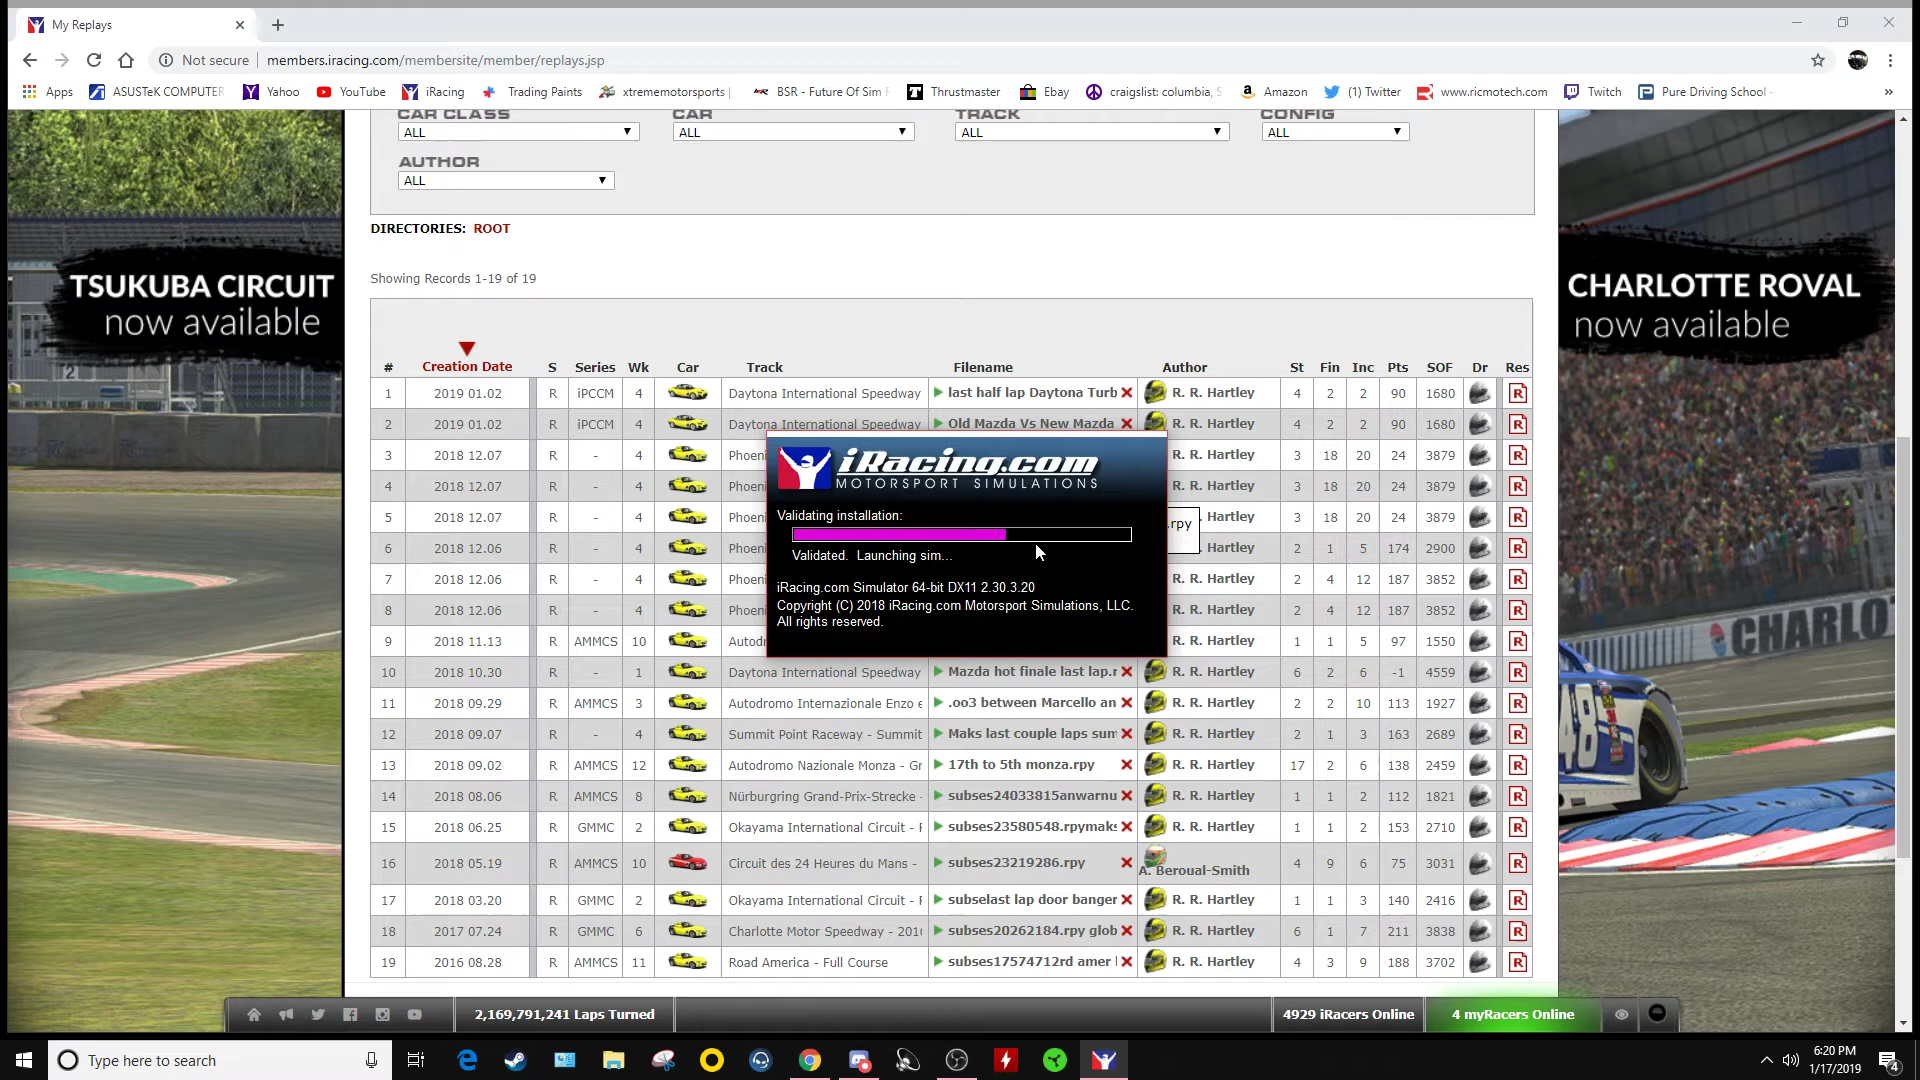 My Replays
Not secure
members.iracing.com/membersite/member/replays.jsp
Apps
ASUSTeK COMPUTER
Yahoo
YouTube
iRacing
Trading Paints
xtrememotorsports |
BSR - Future Of Sim
Thrustmaster
Ebay
craigslist: columbia,
Amazon
(1) Twitter
www.ricmotech.com
Twitch
Pure Driving School -
»
CAR CLASS
CAR
TRACK
CONFIG
ALL
ALL
ALL
ALL
AUTHOR
ALL
DIRECTORIES: ROOT
Showing Records 1-19 of 19
TSUKUBA CIRCUIT
now available
CHARLOTTE ROVAL
now available
# Creation Date S Series Wk Car Track Filename Author St Fin Inc Pts SOF Dr Res
1 2019 01.02 R iPCCM 4 Daytona International Speedway last half lap Daytona Turb R. R. Hartley 4 2 2 90 1680 R
2 2019 01.02 R iPCCM 4 Daytona International Speedway Old Mazda Vs New Mazda R. R. Hartley 4 2 2 90 1680 R
3 2018 12.07 R - 4 Phoeni R. Hartley 3 18 20 24 3879 R
4 2018 12.07 R - 4 Phoeni R. Hartley 3 18 20 24 3879 R
5 2018 12.07 R - 4 Phoeni .rpy . Hartley 3 18 20 24 3879 R
6 2018 12.06 R - 4 Phoeni . Hartley 2 1 5 174 2900 R
7 2018 12.06 R - 4 Phoeni R. Hartley 2 4 12 187 3852 R
8 2018 12.06 R - 4 Phoeni R. Hartley 2 4 12 187 3852 R
9 2018 11.13 R AMMCS 10 Autodr R. Hartley 1 1 5 97 1550 R
10 2018 10.30 R - 1 Daytona International Speedway Mazda hot finale last lap.r R. R. Hartley 6 2 6 -1 4559 R
11 2018 09.29 R AMMCS 3 Autodromo Internazionale Enzo e .oo3 between Marcello an R. R. Hartley 2 2 10 113 1927 R
12 2018 09.07 R - 4 Summit Point Raceway - Summit Maks last couple laps sum R. R. Hartley 2 1 3 163 2689 R
13 2018 09.02 R AMMCS 12 Autodromo Nazionale Monza - Gr 17th to 5th monza.rpy R. R. Hartley 17 2 6 138 2459 R
14 2018 08.06 R AMMCS 8 Nürburgring Grand-Prix-Strecke - subses24033815anwarnu R. R. Hartley 1 1 2 112 1821 R
15 2018 06.25 R GMMC 2 Okayama International Circuit - F subses23580548.rpymaks R. R. Hartley 1 1 2 153 2710 R
16 2018 05.19 R AMMCS 10 Circuit des 24 Heures du Mans - subses23219286.rpy A. Beroual-Smith 4 9 6 75 3031 R
17 2018 03.20 R GMMC 2 Okayama International Circuit - F subselast lap door banger R. R. Hartley 1 1 3 140 2416 R
18 2017 07.24 R GMMC 6 Charlotte Motor Speedway - 201 subses20262184.rpy glob R. R. Hartley 6 1 7 211 3838 R
19 2016 08.28 R AMMCS 11 Road America - Full Course subses17574712rd amer R. R. Hartley 4 3 9 188 3702 R
iRacing.com
MOTORSPORT SIMULATIONS
Validating installation:
Validated. Launching sim...
iRacing.com Simulator 64-bit DX11 2.30.3.20
Copyright (C) 2018 iRacing.com Motorsport Simulations, LLC.
All rights reserved.
CHARLOT
48
2
2,169,791,241 Laps Turned
4929 iRacers Online
4 myRacers Online
Type here to search
6:20 PM
1/17/2019
4